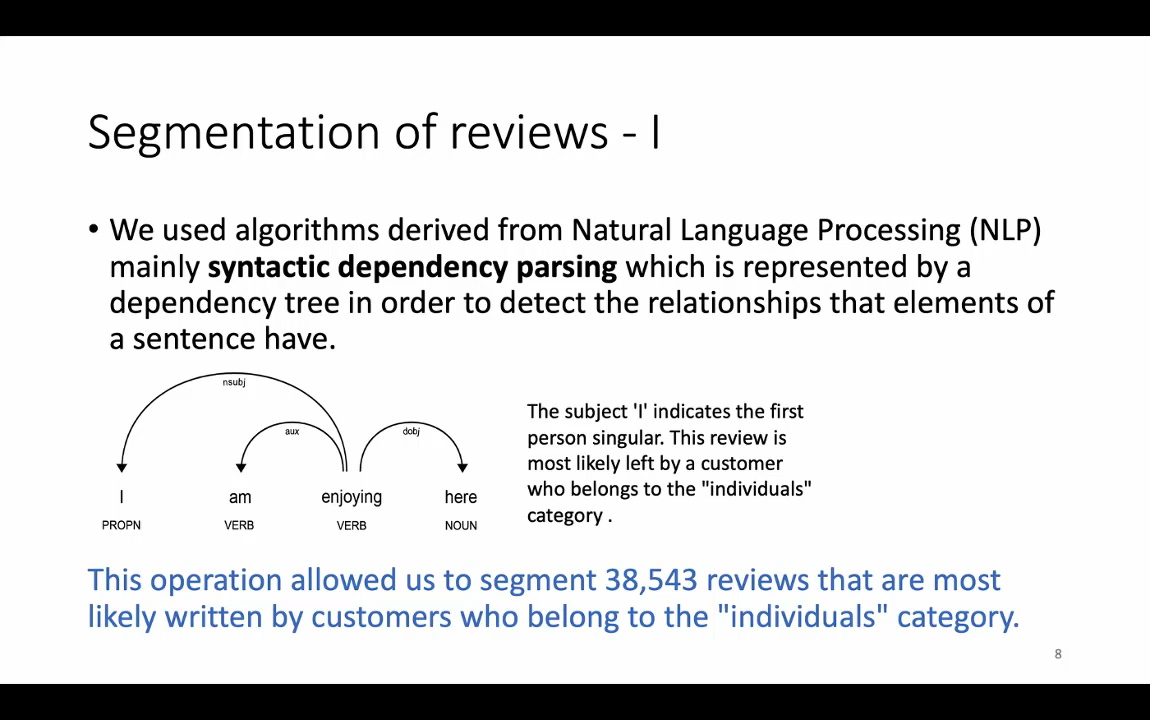 Segmentation of reviews - I
• We used algorithms derived from Natural Language Processing (NLP)
mainly syntactic dependency parsing which is represented by a
dependency tree in order to detect the relationships that elements of
a sentence have.
nsubj
aux
dobj
I am enjoying here
PROPN VERB VERB NOUN
The subject 'I' indicates the first
person singular. This review is
most likely left by a customer
who belongs to the "individuals"
category .
This operation allowed us to segment 38,543 reviews that are most
likely written by customers who belong to the "individuals" category.
8